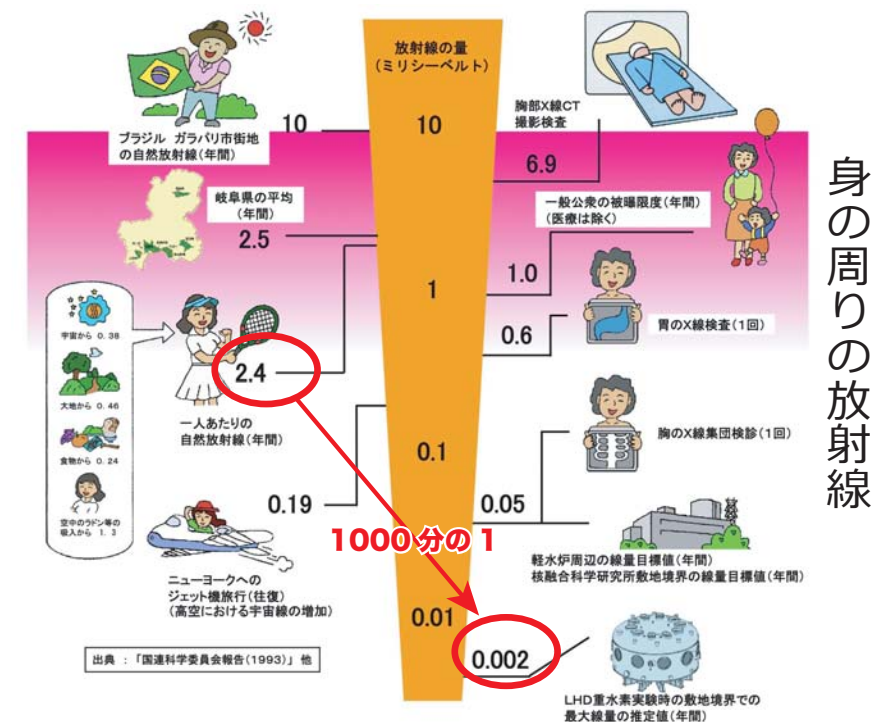 身の周りの放射線
放射線の量
(ミリシーベルト)
10
1
0.1
0.01
10
ブラジル ガラパリ市街地
の自然放射線(年間)
岐阜県の平均
(年間)
2.5
宇宙から 0.38
大地から 0.46
食物から 0.24
空中のラドン等の
吸入から 1.3
2.4
一人あたりの
自然放射線(年間)
0.19
ニューヨークへの
ジェット機旅行(往復)
(高空における宇宙線の増加)
出典 : 「国連科学委員会報告(1993)」 他
1000分の1
胸部X線CT
撮影検査
6.9
一般公衆の被曝限度(年間)
(医療は除く)
1.0
0.6
胃のX線検査(1回)
胸のX線集団検診(1回)
0.05
軽水炉周辺の線量目標値(年間)
核融合科学研究所敷地境界の線量目標値(年間)
0.002
LHD重水素実験時の敷地境界での
最大線量の推定値(年間)